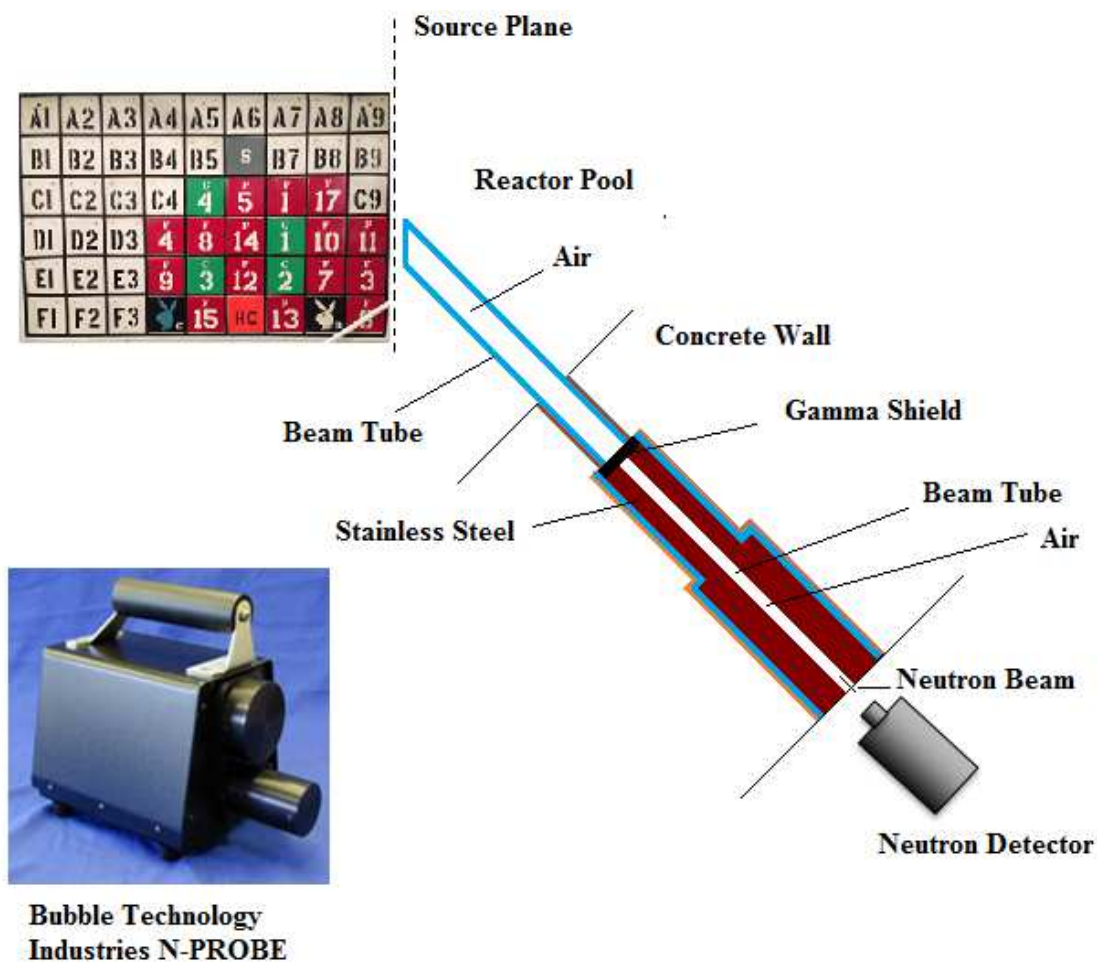 Source Plane
A1 A2 A3 A4 A5 A6 A7 A8 A9
B1 B2 B3 B4 B5 S B7 B8 B9
C1 C2 C3 C4 4 5 1 17 C9
D1 D2 D3 4 8 14 1 10 11
E1 E2 E3 9 3 12 2 7 3
F1 F2 F3 15 HC 13
Reactor Pool
Air
Concrete Wall
Beam Tube
Gamma Shield
Stainless Steel
Beam Tube
Air
Neutron Beam
Neutron Detector
Bubble Technology
Industries N-PROBE